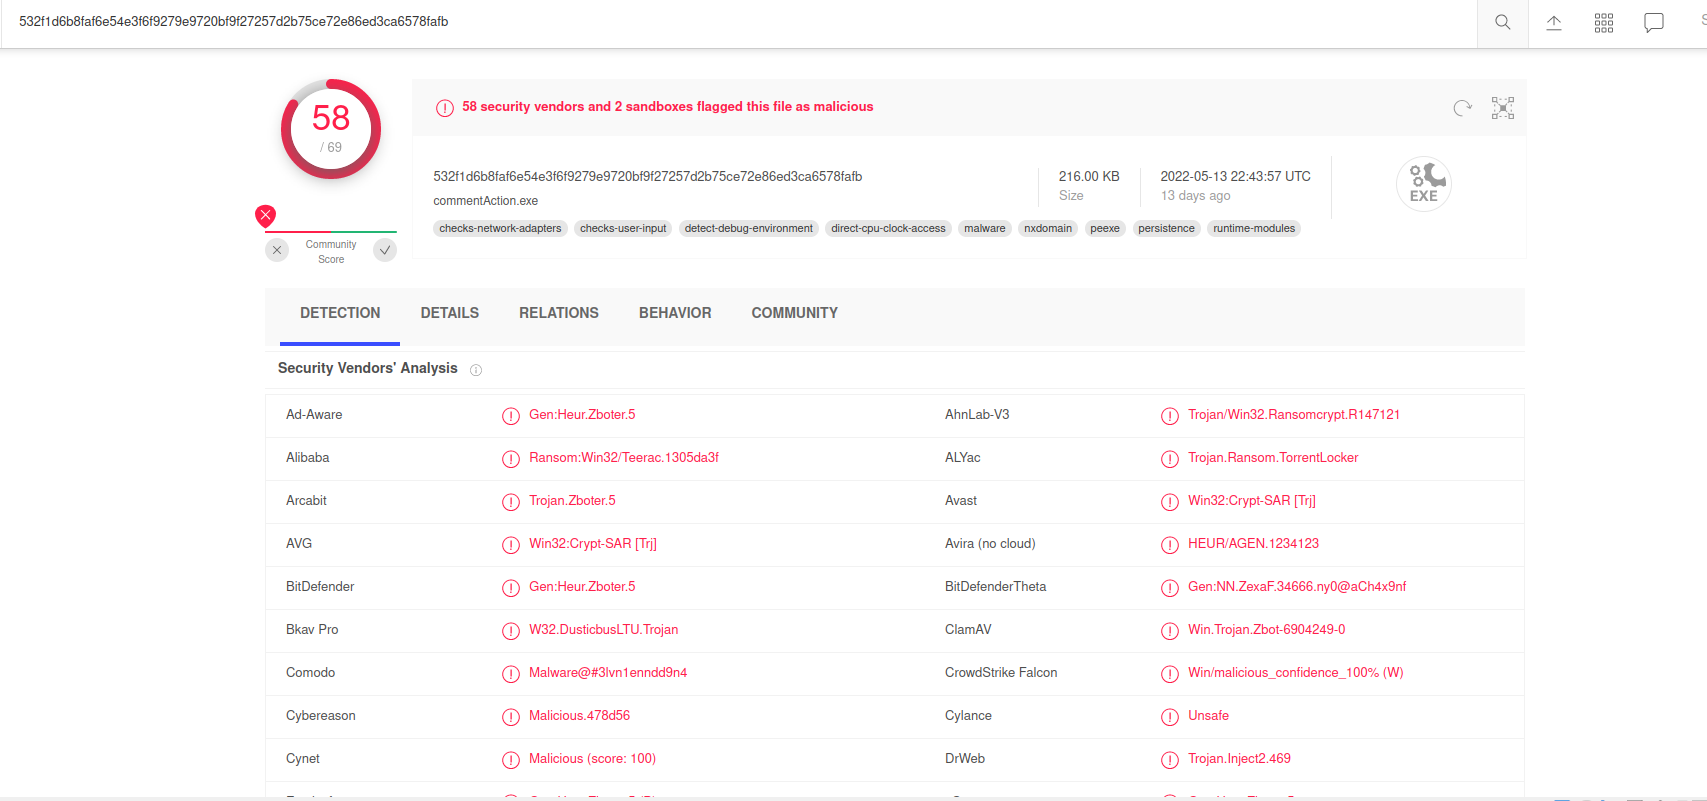 532f1d6b8faf6e54e3f6f9279e9720bf9f27257d2b75ce72e86ed3ca6578fafb
58
/ 69
Community
Score
58 security vendors and 2 sandboxes flagged this file as malicious
532f1d6b8faf6e54e3f6f9279e9720bf9f27257d2b75ce72e86ed3ca6578fafb
commentAction.exe
216.00 KB
Size
2022-05-13 22:43:57 UTC
13 days ago
EXE
checks-network-adapters checks-user-input detect-debug-environment direct-cpu-clock-access malware nxdomain peexe persistence runtime-modules
DETECTION DETAILS RELATIONS BEHAVIOR COMMUNITY
Security Vendors' Analysis
Ad-Aware Gen:Heur.Zboter.5 AhnLab-V3 Trojan/Win32.Ransomcrypt.R147121
Alibaba Ransom:Win32/Teerac.1305da3f ALYac Trojan.Ransom.TorrentLocker
Arcabit Trojan.Zboter.5 Avast Win32:Crypt-SAR [Trj]
AVG Win32:Crypt-SAR [Trj] Avira (no cloud) HEUR/AGEN.1234123
BitDefender Gen:Heur.Zboter.5 BitDefenderTheta Gen:NN.ZexaF.34666.ny0@aCh4x9nf
Bkav Pro W32.DusticbusLTU.Trojan ClamAV Win.Trojan.Zbot-6904249-0
Comodo Malware@#3lvn1enndd9n4 CrowdStrike Falcon Win/malicious_confidence_100% (W)
Cybereason Malicious.478d56 Cylance Unsafe
Cynet Malicious (score: 100) DrWeb Trojan.Inject2.469